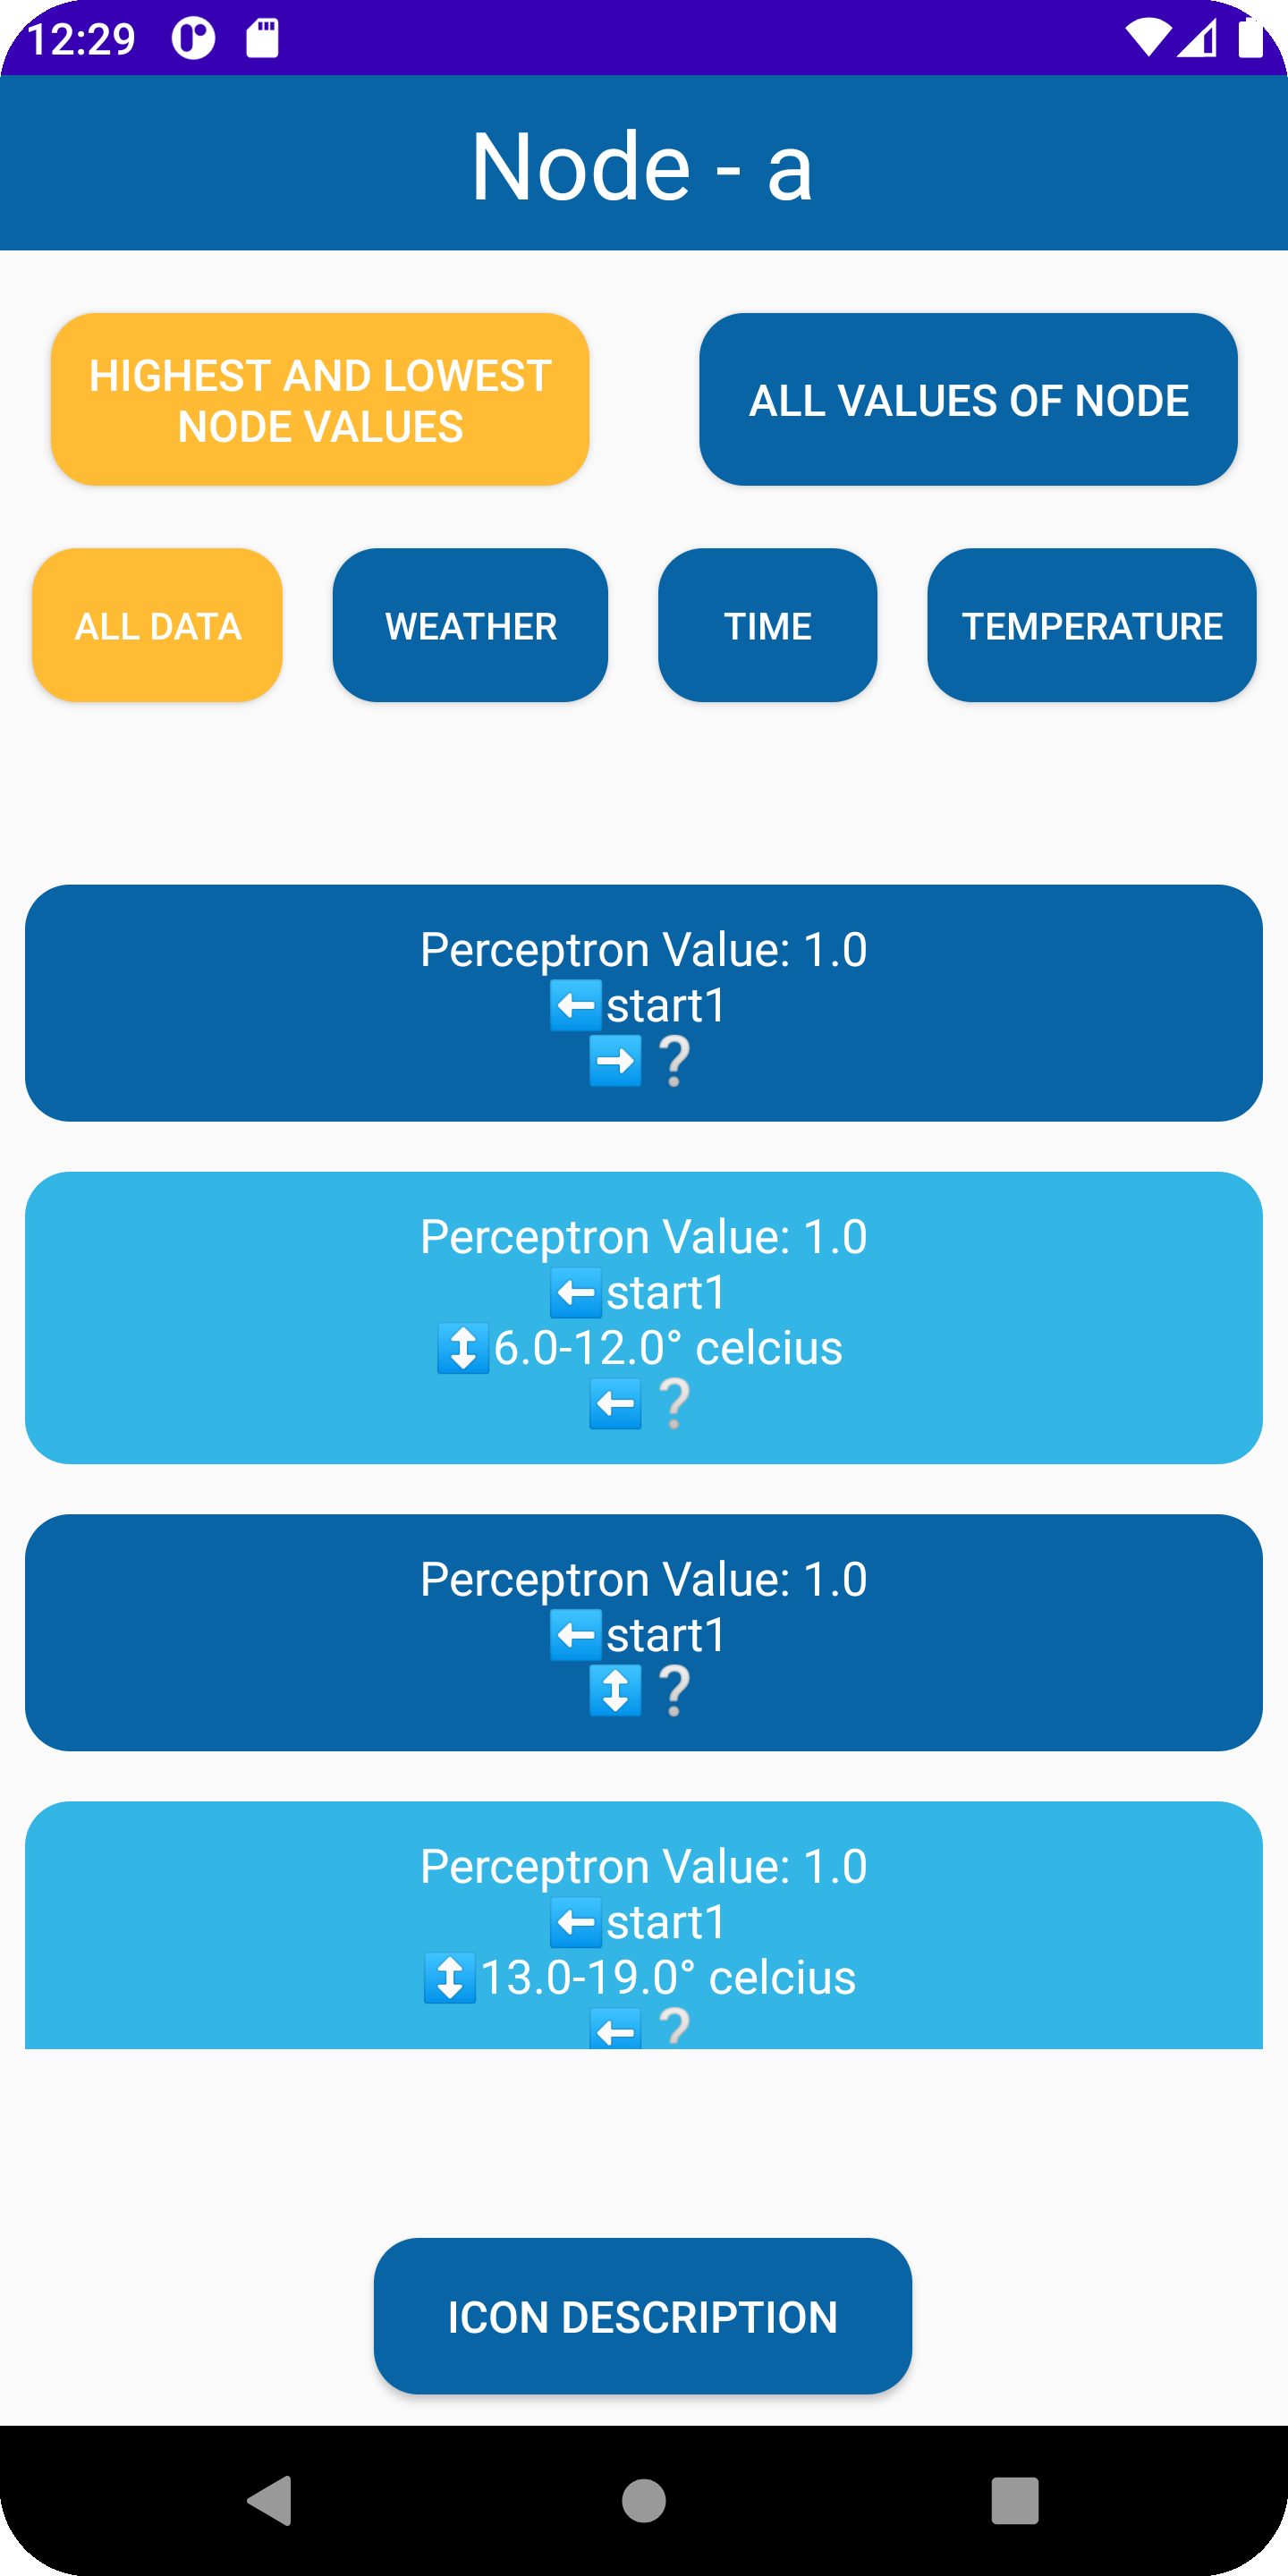 12:29
Node - a
HIGHEST AND LOWEST
NODE VALUES
ALL VALUES OF NODE
ALL DATA
WEATHER
TIME
TEMPERATURE
Perceptron Value: 1.0
⬅️start1
➡️❔
Perceptron Value: 1.0
⬅️start1
↕️6.0-12.0° celcius
⬅️❔
Perceptron Value: 1.0
⬅️start1
↕️❔
Perceptron Value: 1.0
⬅️start1
↕️13.0-19.0° celcius
⬅️❔
ICON DESCRIPTION